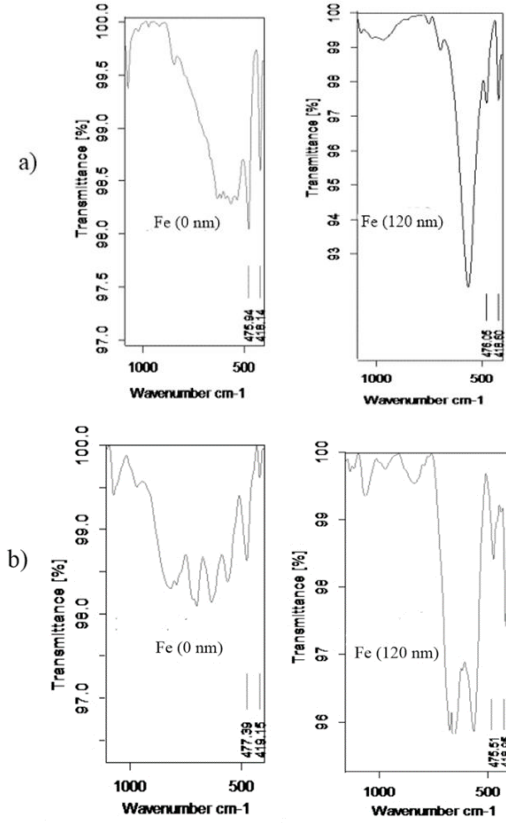 a)
Transmittance [%]
100.0
99.5
99.0
98.5
98.0
97.5
97.0
Fe (0 nm)
475.94
418.14
1000
500
Wavenumber cm-1
Transmittance [%]
100
99
98
97
96
95
94
93
Fe (120 nm)
476.05
418.60
1000
500
Wavenumber cm-1
b)
Transmittance [%]
100.0
99.0
98.0
97.0
Fe (0 nm)
477.39
419.15
1000
500
Wavenumber cm-1
Transmittance [%]
100
99
98
97
96
Fe (120 nm)
475.51
1000
500
Wavenumber cm-1